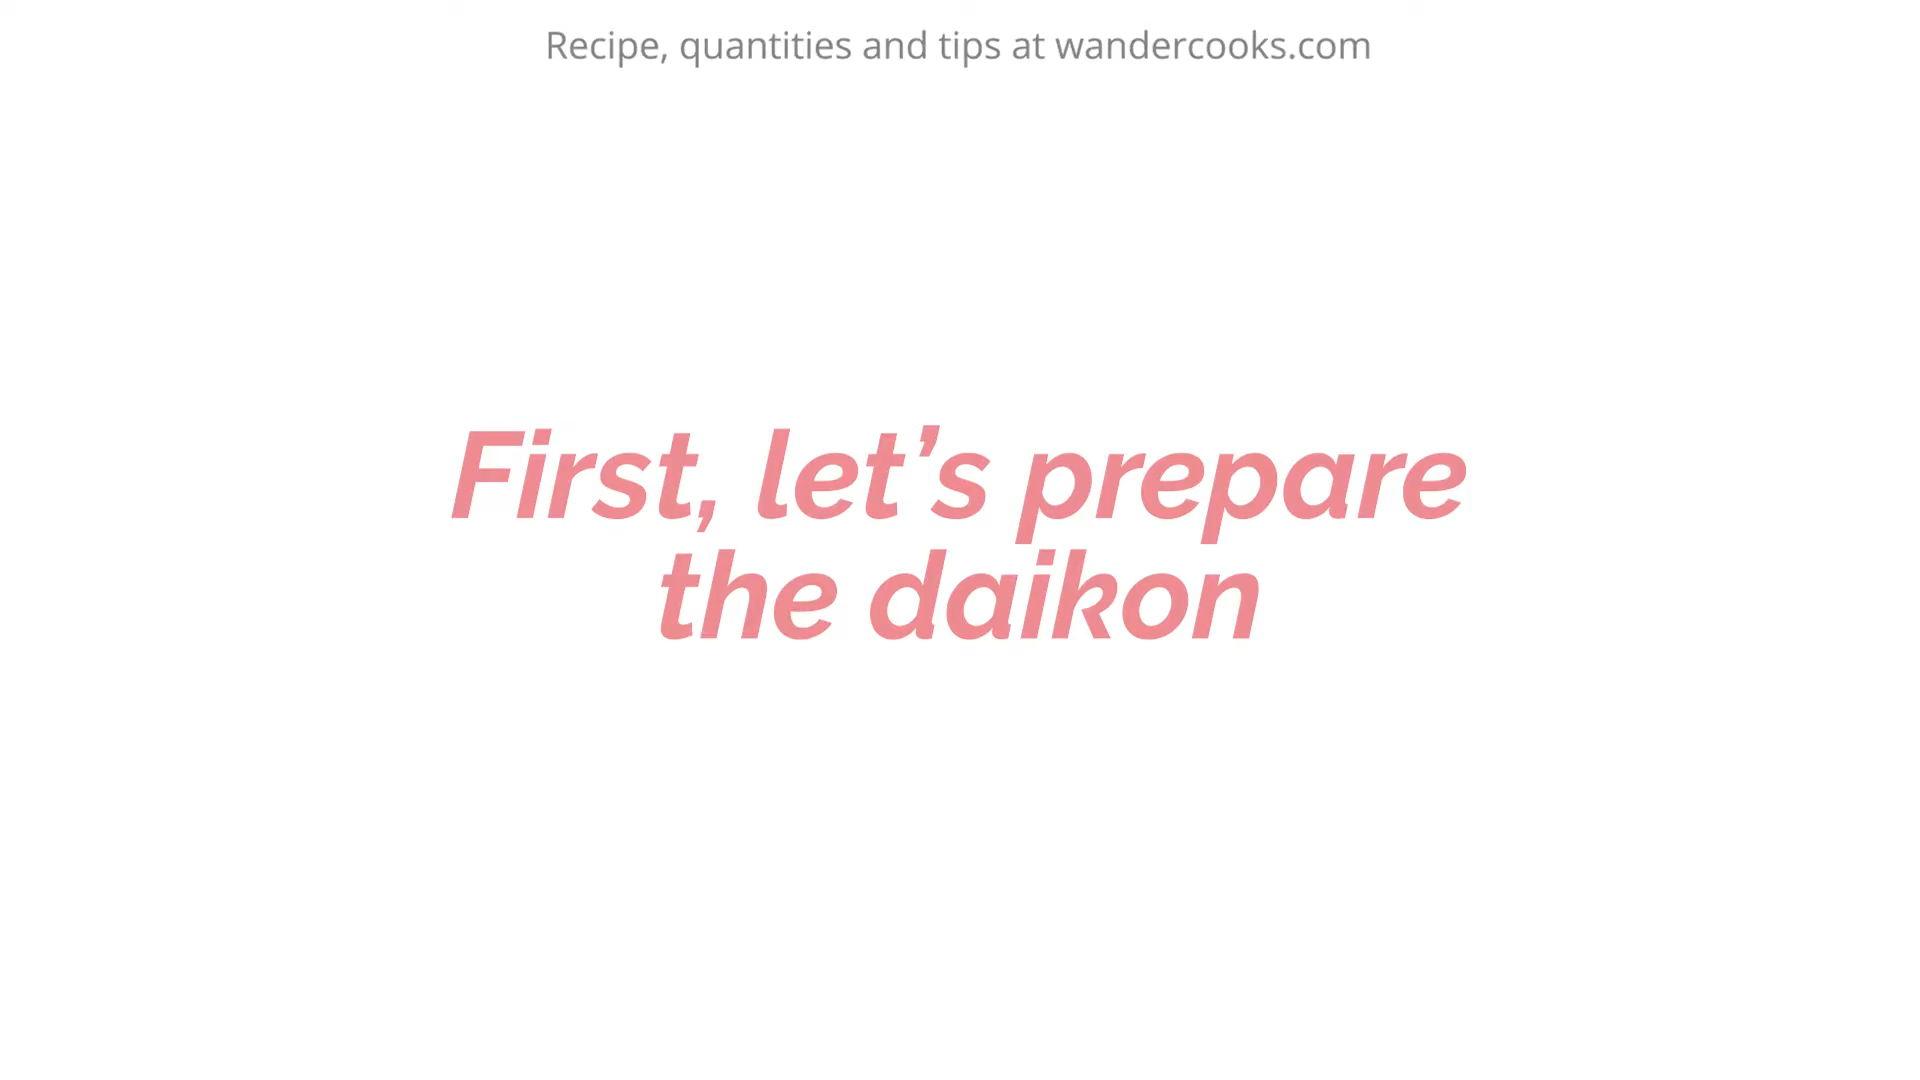 Recipe, quantities and tips at wandercooks.com
First, let’s prepare
the daikon